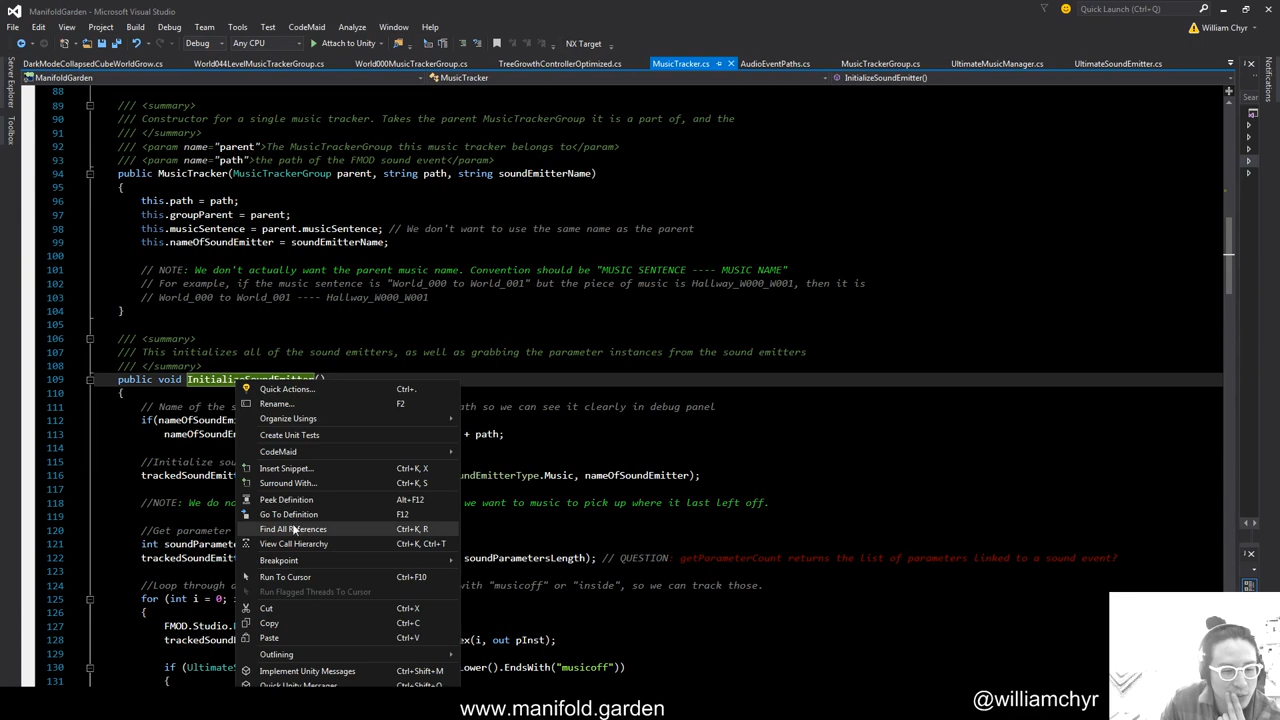 ManifoldGarden - Microsoft Visual Studio
Quick Launch (Ctrl+Q)
File Edit View Project Build Debug Team Tools Test CodeMaid Analyze Window Help
William Chyr
Debug Any CPU Attach to Unity NX Target
DarkModeCollapsedCubeWorldGrow.cs World044LevelMusicTrackerGroup.cs World000MusicTrackerGroup.cs TreeGrowthControllerOptimized.cs MusicTracker.cs AudioEventPaths.cs MusicTrackerGroup.cs UltimateMusicManager.cs UltimateSoundEmitter.cs
ManifoldGarden MusicTracker InitializeSoundEmitter()
Server Explorer
Toolbox
Notifications
Sear
88
89 /// <summary>
90 /// Constructor for a single music tracker. Takes the parent MusicTrackerGroup it is a part of, and the
91 /// </summary>
92 /// <param name="parent">The MusicTrackerGroup this music tracker belongs to</param>
93 /// <param name="path">the path of the FMOD sound event</param>
94 public MusicTracker(MusicTrackerGroup parent, string path, string soundEmitterName)
95 {
96 this.path = path;
97 this.groupParent = parent;
98 this.musicSentence = parent.musicSentence; // We don't want to use the same name as the parent
99 this.nameOfSoundEmitter = soundEmitterName;
100
101 // NOTE: We don't actually want the parent music name. Convention should be "MUSIC SENTENCE ---- MUSIC NAME"
102 // For example, if the music sentence is "World_000 to World_001" but the piece of music is Hallway_W000_W001, then it is
103 // World_000 to World_001 ---- Hallway_W000_W001
104 }
105
106 /// <summary>
107 /// This initializes all of the sound emitters, as well as grabbing the parameter instances from the sound emitters
108 /// </summary>
109 public void InitializeSoundEmitter()
110 {
111 // Name of the s path so we can see it clearly in debug panel
112 if(nameOfSoundEm
113 nameOfSoundEm + path;
114
115 //Initialize sou
116 trackedSoundEmit oundEmitterType.Music, nameOfSoundEmitter);
117
118 //NOTE: We do no we want to music to pick up where it last left off.
119
120 //Get parameter
121 int soundParamet
122 trackedSoundEmit soundParametersLength); // QUESTION: getParameterCount returns the list of parameters linked to a sound event?
123
124 //Loop through a with "musicoff" or "inside", so we can track those.
125 for (int i = 0;
126 {
127 FMOD.Studio.
128 trackedSound ex(i, out pInst);
129
130 if (UltimateS Lower().EndsWith("musicoff"))
131 {
Quick Actions... Ctrl+.
Rename... F2
Organize Usings
Create Unit Tests
CodeMaid
Insert Snippet... Ctrl+K, X
Surround With... Ctrl+K, S
Peek Definition Alt+F12
Go To Definition F12
Find All References Ctrl+K, R
View Call Hierarchy Ctrl+K, Ctrl+T
Breakpoint
Run To Cursor Ctrl+F10
Run Flagged Threads To Cursor
Cut Ctrl+X
Copy Ctrl+C
Paste Ctrl+V
Outlining
Implement Unity Messages Ctrl+Shift+M
Quick Unity Messages Ctrl+Shift+Q
www.manifold.garden
@williamchyr